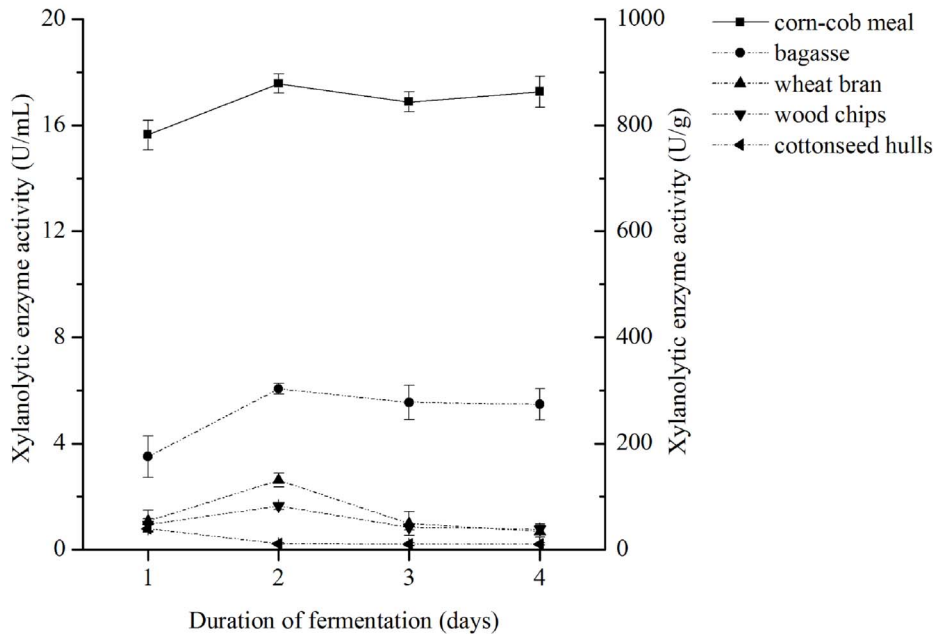 20
16
12
8
4
0
Xylanolytic enzyme activity (U/mL)
1000
800
600
400
200
0
Xylanolytic enzyme activity (U/g)
corn-cob meal
bagasse
wheat bran
wood chips
cottonseed hulls
1 2 3 4
Duration of fermentation (days)